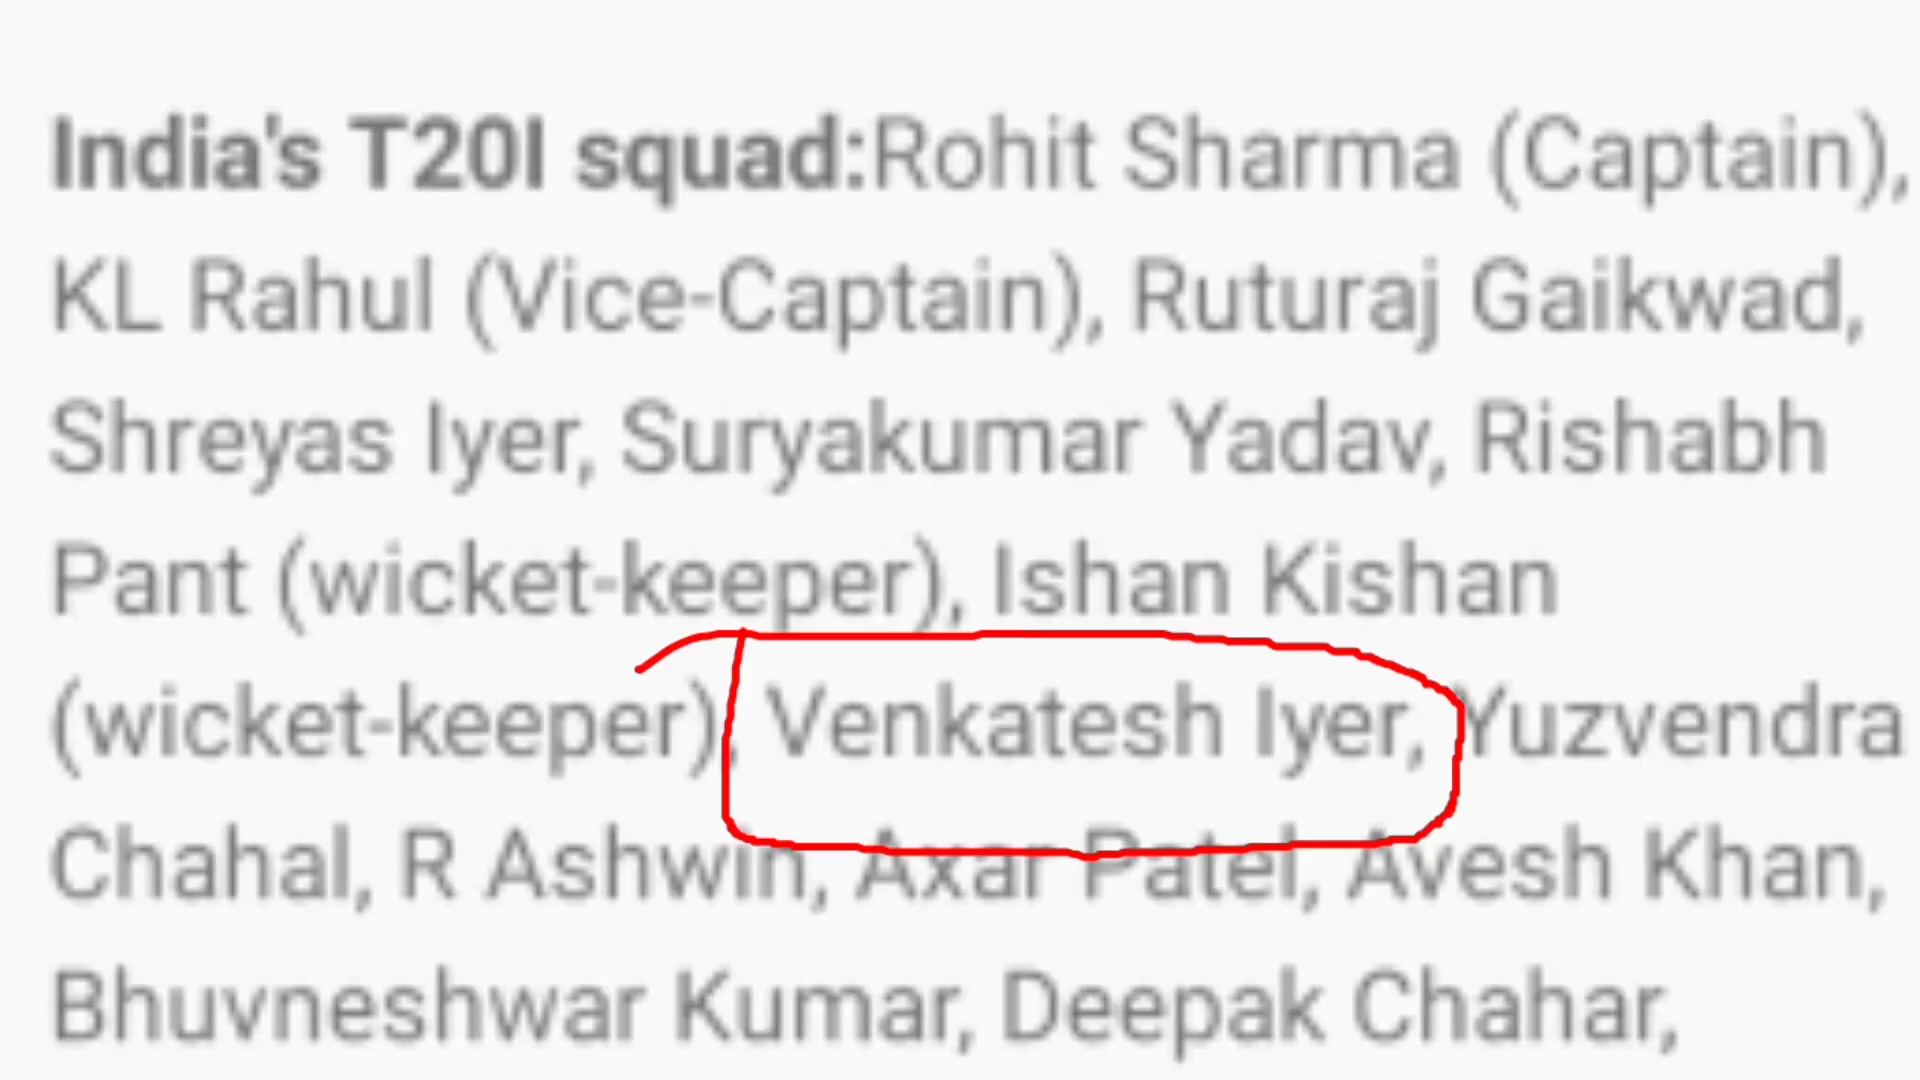 India's T20I squad:Rohit Sharma (Captain),
KL Rahul (Vice-Captain), Ruturaj Gaikwad,
Shreyas Iyer, Suryakumar Yadav, Rishabh
Pant (wicket-keeper), Ishan Kishan
(wicket-keeper), Venkatesh Iyer, Yuzvendra
Chahal, R Ashwin, Axar Patel, Avesh Khan,
Bhuvneshwar Kumar, Deepak Chahar,